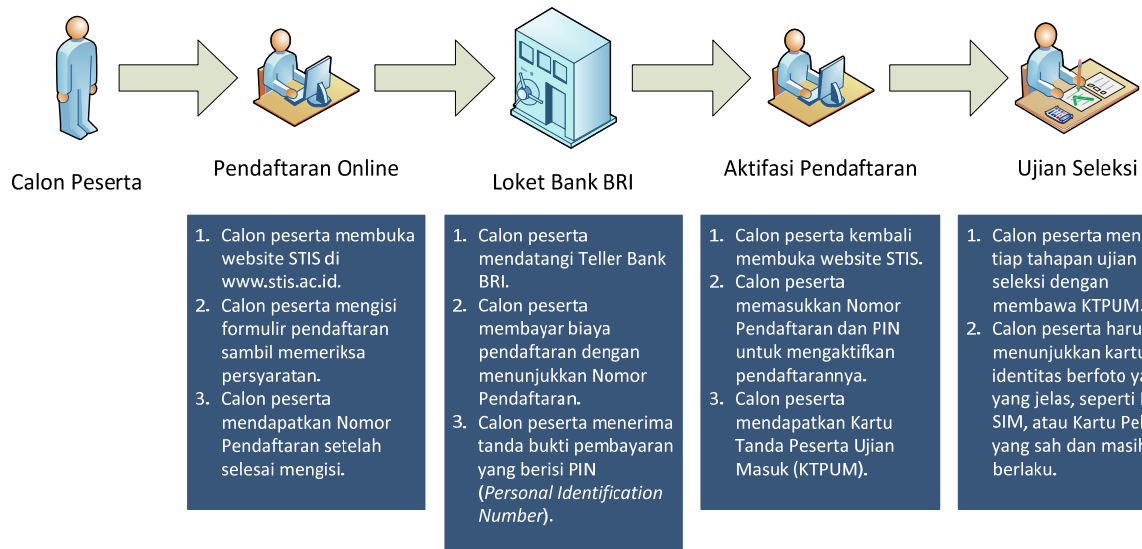 Calon Peserta
Pendaftaran Online
Loket Bank BRI
Aktifasi Pendaftaran
Ujian Seleksi
1. Calon peserta membuka
website STIS di
www.stis.ac.id.
2. Calon peserta mengisi
formulir pendaftaran
sambil memeriksa
persyaratan.
3. Calon peserta
mendapatkan Nomor
Pendaftaran setelah
selesai mengisi.
1. Calon peserta
mendatangi Teller Bank
BRI.
2. Calon peserta
membayar biaya
pendaftaran dengan
menunjukkan Nomor
Pendaftaran.
3. Calon peserta menerima
tanda bukti pembayaran
yang berisi PIN
(Personal Identification
Number).
1. Calon peserta kembali
membuka website STIS.
2. Calon peserta
memasukkan Nomor
Pendaftaran dan PIN
untuk mengaktifkan
pendaftarannya.
3. Calon peserta
mendapatkan Kartu
Tanda Peserta Ujian
Masuk (KTPUM).
1. Calon peserta
tiap tahapan ujian
seleksi dengan
membawa KTPUM.
2. Calon peserta
menunjukkan kartu
identitas berfoto
yang jelas, seperti
SIM, atau Kartu
yang sah dan masih
berlaku.